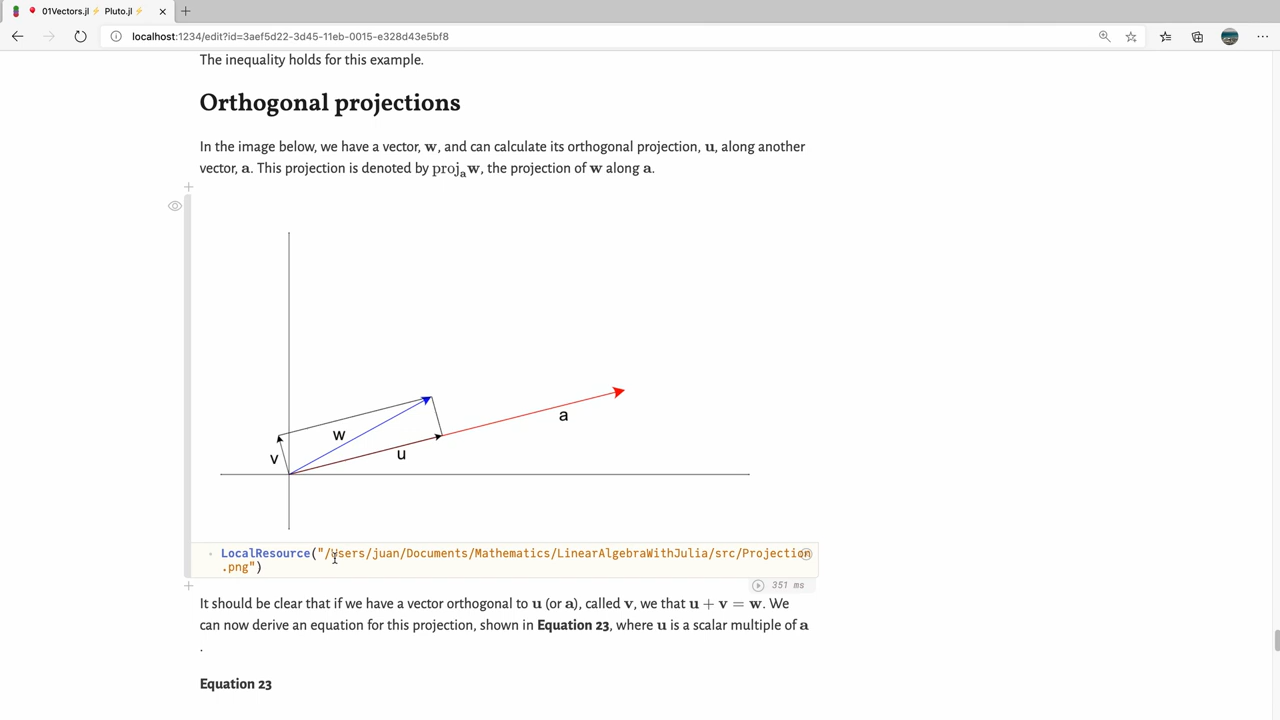 01Vectors.jl ⚡ Pluto.jl ⚡
localhost:1234/edit?id=3aef5d22-3d45-11eb-0015-e328d43e5bf8
The inequality holds for this example.
Orthogonal projections
In the image below, we have a vector, w, and can calculate its orthogonal projection, u, along another
vector, a. This projection is denoted by projₐw, the projection of w along a.
w
a
v
u
LocalResource("/Users/juan/Documents/Mathematics/LinearAlgebraWithJulia/src/Projection
.png")
351 ms
It should be clear that if we have a vector orthogonal to u (or a), called v, we that u + v = w. We
can now derive an equation for this projection, shown in Equation 23, where u is a scalar multiple of a
.
Equation 23